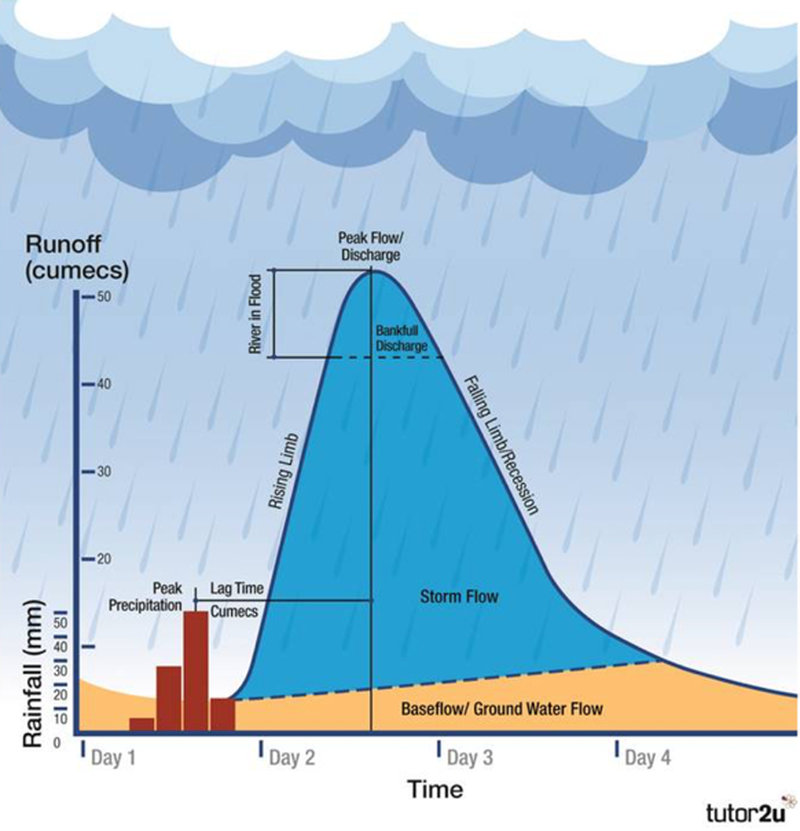 Runoff
(cumecs)
Peak Flow/
Discharge
River in Flood
Bankfull
Discharge
50
40
30
20
Rising Limb
Falling Limb/Recession
Peak
Precipitation
Lag Time
Cumecs
Storm Flow
Rainfall (mm)
50
40
30
20
10
0
Baseflow/ Ground Water Flow
Day 1
Day 2
Day 3
Day 4
Time
tutor2u